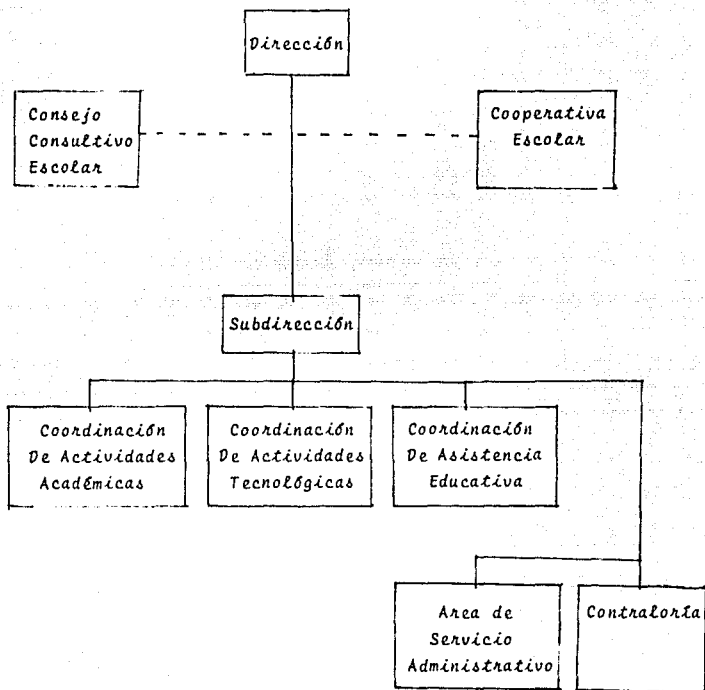 Dirección
Consejo
Consultivo
Escolar
Cooperativa
Escolar
Subdirección
Coordinación
De Actividades
Académicas
Coordinación
De Actividades
Tecnológicas
Coordinación
De Asistencia
Educativa
Area de
Servicio
Administrativo
Contraloría